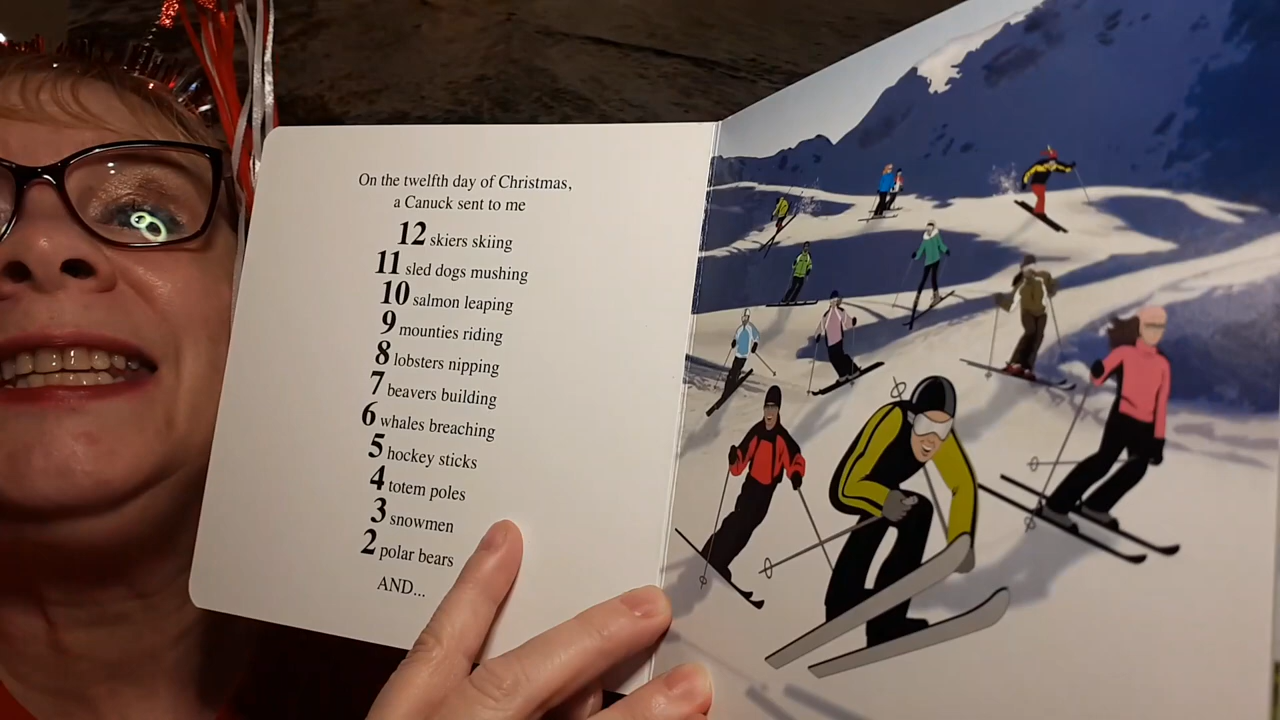 On the twelfth day of Christmas,
a Canuck sent to me
12 skiers skiing
11 sled dogs mushing
10 salmon leaping
9 mounties riding
8 lobsters nipping
7 beavers building
6 whales breaching
5 hockey sticks
4 totem poles
3 snowmen
2 polar bears
AND...